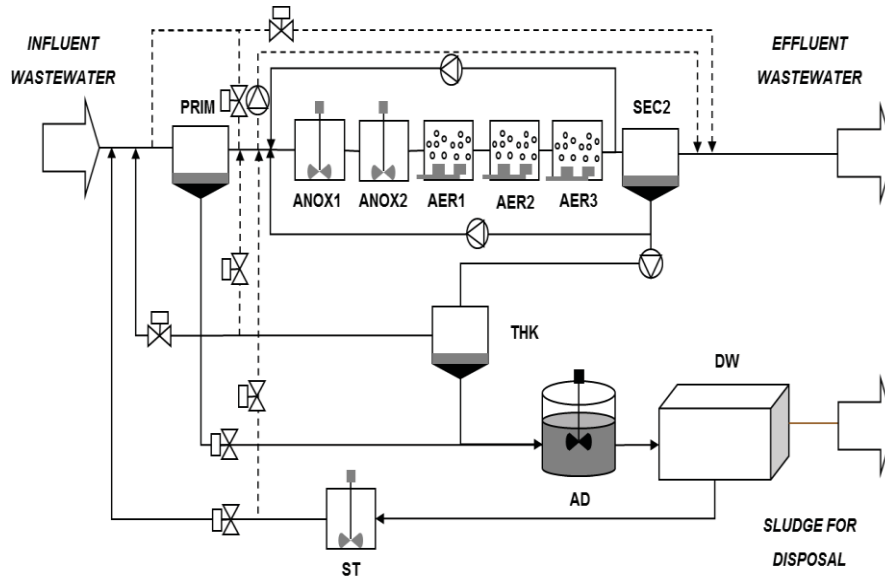 INFLUENT
WASTEWATER
EFFLUENT
WASTEWATER
PRIM
SEC2
ANOX1
ANOX2
AER1
AER2
AER3
THK
DW
AD
ST
SLUDGE FOR
DISPOSAL